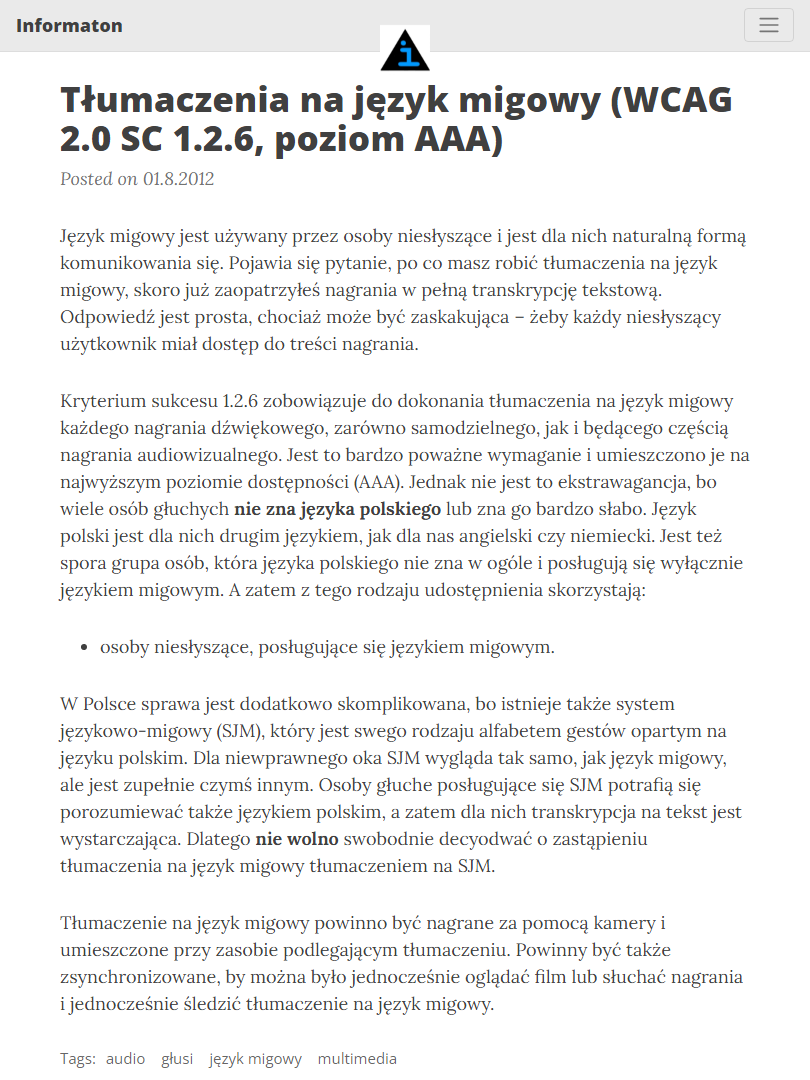 Informaton
i
Tłumaczenia na język migowy (WCAG
2.0 SC 1.2.6, poziom AAA)
Posted on 01.8.2012
Język migowy jest używany przez osoby niesłyszące i jest dla nich naturalną formą
komunikowania się. Pojawia się pytanie, po co masz robić tłumaczenia na język
migowy, skoro już zaopatrzyłeś nagrania w pełną transkrypcję tekstową.
Odpowiedź jest prosta, chociaż może być zaskakująca – żeby każdy niesłyszący
użytkownik miał dostęp do treści nagrania.
Kryterium sukcesu 1.2.6 zobowiązuje do dokonania tłumaczenia na język migowy
każdego nagrania dźwiękowego, zarówno samodzielnego, jak i będącego częścią
nagrania audiowizualnego. Jest to bardzo poważne wymaganie i umieszczono je na
najwyższym poziomie dostępności (AAA). Jednak nie jest to ekstrawagancja, bo
wiele osób głuchych nie zna języka polskiego lub zna go bardzo słabo. Język
polski jest dla nich drugim językiem, jak dla nas angielski czy niemiecki. Jest też
spora grupa osób, która języka polskiego nie zna w ogóle i posługują się wyłącznie
językiem migowym. A zatem z tego rodzaju udostępnienia skorzystają:
• osoby niesłyszące, posługujące się językiem migowym.
W Polsce sprawa jest dodatkowo skomplikowana, bo istnieje także system
językowo-migowy (SJM), który jest swego rodzaju alfabetem gestów opartym na
języku polskim. Dla niewprawnego oka SJM wygląda tak samo, jak język migowy,
ale jest zupełnie czymś innym. Osoby głuche posługujące się SJM potrafią się
porozumiewać także językiem polskim, a zatem dla nich transkrypcja na tekst jest
wystarczająca. Dlatego nie wolno swobodnie decyodwać o zastąpieniu
tłumaczenia na język migowy tłumaczeniem na SJM.
Tłumaczenie na język migowy powinno być nagrane za pomocą kamery i
umieszczone przy zasobie podlegającym tłumaczeniu. Powinny być także
zsynchronizowane, by można było jednocześnie oglądać film lub słuchać nagrania
i jednocześnie śledzić tłumaczenie na język migowy.
Tags: audio głusi język migowy multimedia